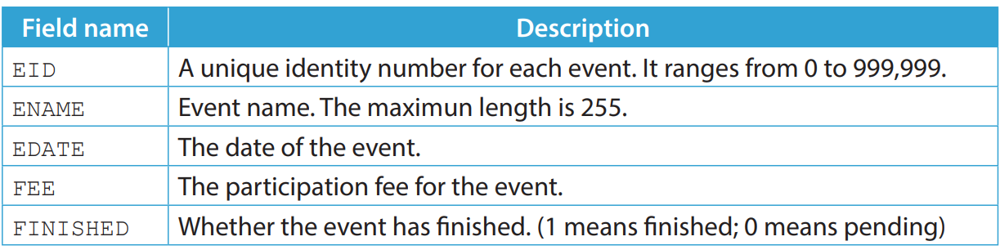 Field name Description
EID A unique identity number for each event. It ranges from 0 to 999,999.
ENAME Event name. The maximun length is 255.
EDATE The date of the event.
FEE The participation fee for the event.
FINISHED Whether the event has finished. (1 means finished; 0 means pending)